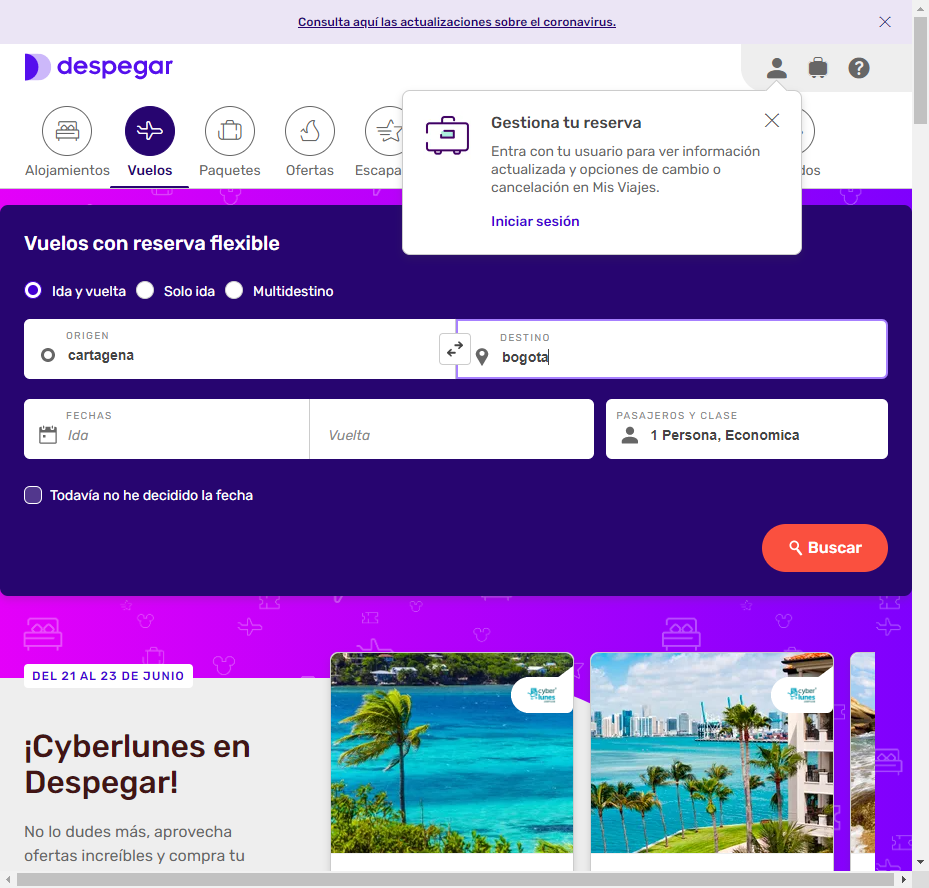 Consulta aquí las actualizaciones sobre el coronavirus.
despegar
Gestiona tu reserva
Entra con tu usuario para ver información
actualizada y opciones de cambio o
cancelación en Mis Viajes.
Iniciar sesión
Alojamientos
Vuelos
Paquetes
Ofertas
Escapa
dos
Vuelos con reserva flexible
Ida y vuelta
Solo ida
Multidestino
ORIGEN
cartagena
DESTINO
bogota
FECHAS
Ida
Vuelta
PASAJEROS Y CLASE
1 Persona, Economica
Todavía no he decidido la fecha
Buscar
DEL 21 AL 23 DE JUNIO
¡Cyberlunes en
Despegar!
No lo dudes más, aprovecha
ofertas increíbles y compra tu
cyber
lunes
cyber
lunes